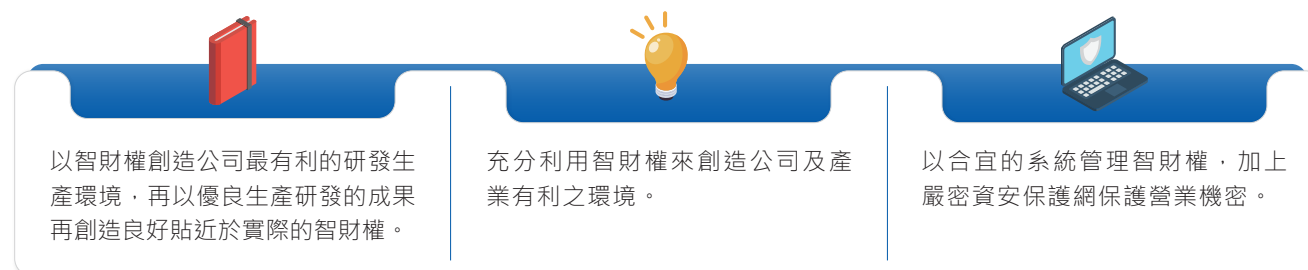 以智財權創造公司最有利的研發生
產環境，再以優良生產研發的成果
再創造良好貼近於實際的智財權。
充分利用智財權來創造公司及產
業有利之環境。
以合宜的系統管理智財權，加上
嚴密資安保護網保護營業機密。